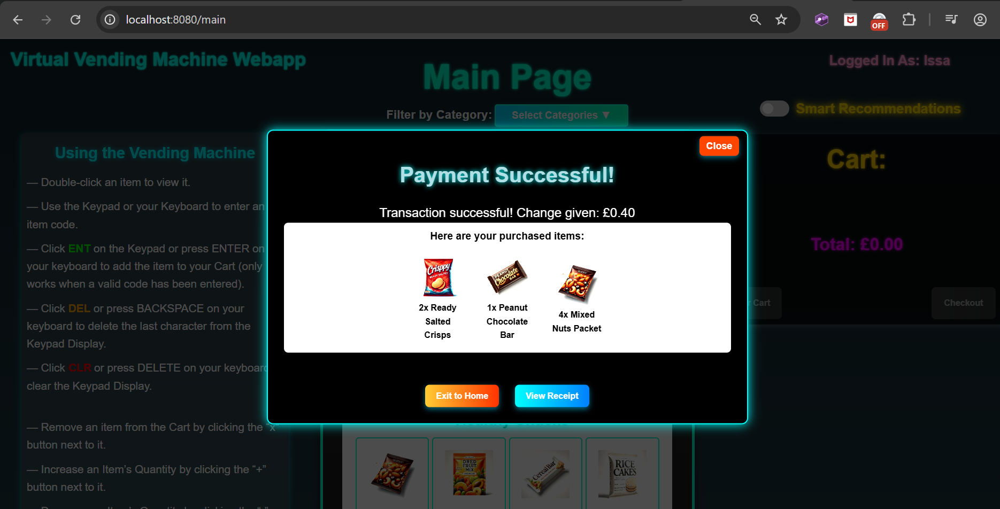 localhost:8080/main
OFF
Virtual Vending Machine Webapp
Main Page
Logged In As: Issa
Filter by Category:
Select Categories ▼
Smart Recommendations
Using the Vending Machine
— Double-click an item to view it.
— Use the Keypad or your Keyboard to enter an
item code.
— Click ENT on the Keypad or press ENTER on
your keyboard to add the item to your Cart (only
works when a valid code has been entered).
— Click DEL or press BACKSPACE on your
keyboard to delete the last character from the
Keypad Display.
— Click CLR or press DELETE on your keyboard
clear the Keypad Display.
— Remove an item from the Cart by clicking the “x”
button next to it.
— Increase an Item’s Quantity by clicking the “+”
button next to it.
Close
Payment Successful!
Transaction successful! Change given: £0.40
Here are your purchased items:
Crisppy
READY SALTED
PEANUT
Chocolate
BAR
2x Ready
Salted
Crisps
1x Peanut
Chocolate
Bar
4x Mixed
Nuts Packet
Exit to Home
View Receipt
Cart:
Total: £0.00
Cart
Checkout
DRED
FRUIT
MIX
Cereal Bar
RICE
CAKES